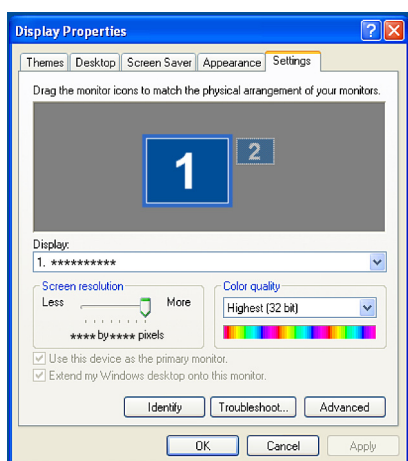 Display Properties
Themes Desktop Screen Saver Appearance Settings
Drag the monitor icons to match the physical arrangement of your monitors.
1 2
Display:
1. **********
Screen resolution Color quality
Less More Highest (32 bit)
**** by **** pixels
Use this device as the primary monitor.
Extend my Windows desktop onto this monitor.
Identify Troubleshoot... Advanced
OK Cancel Apply